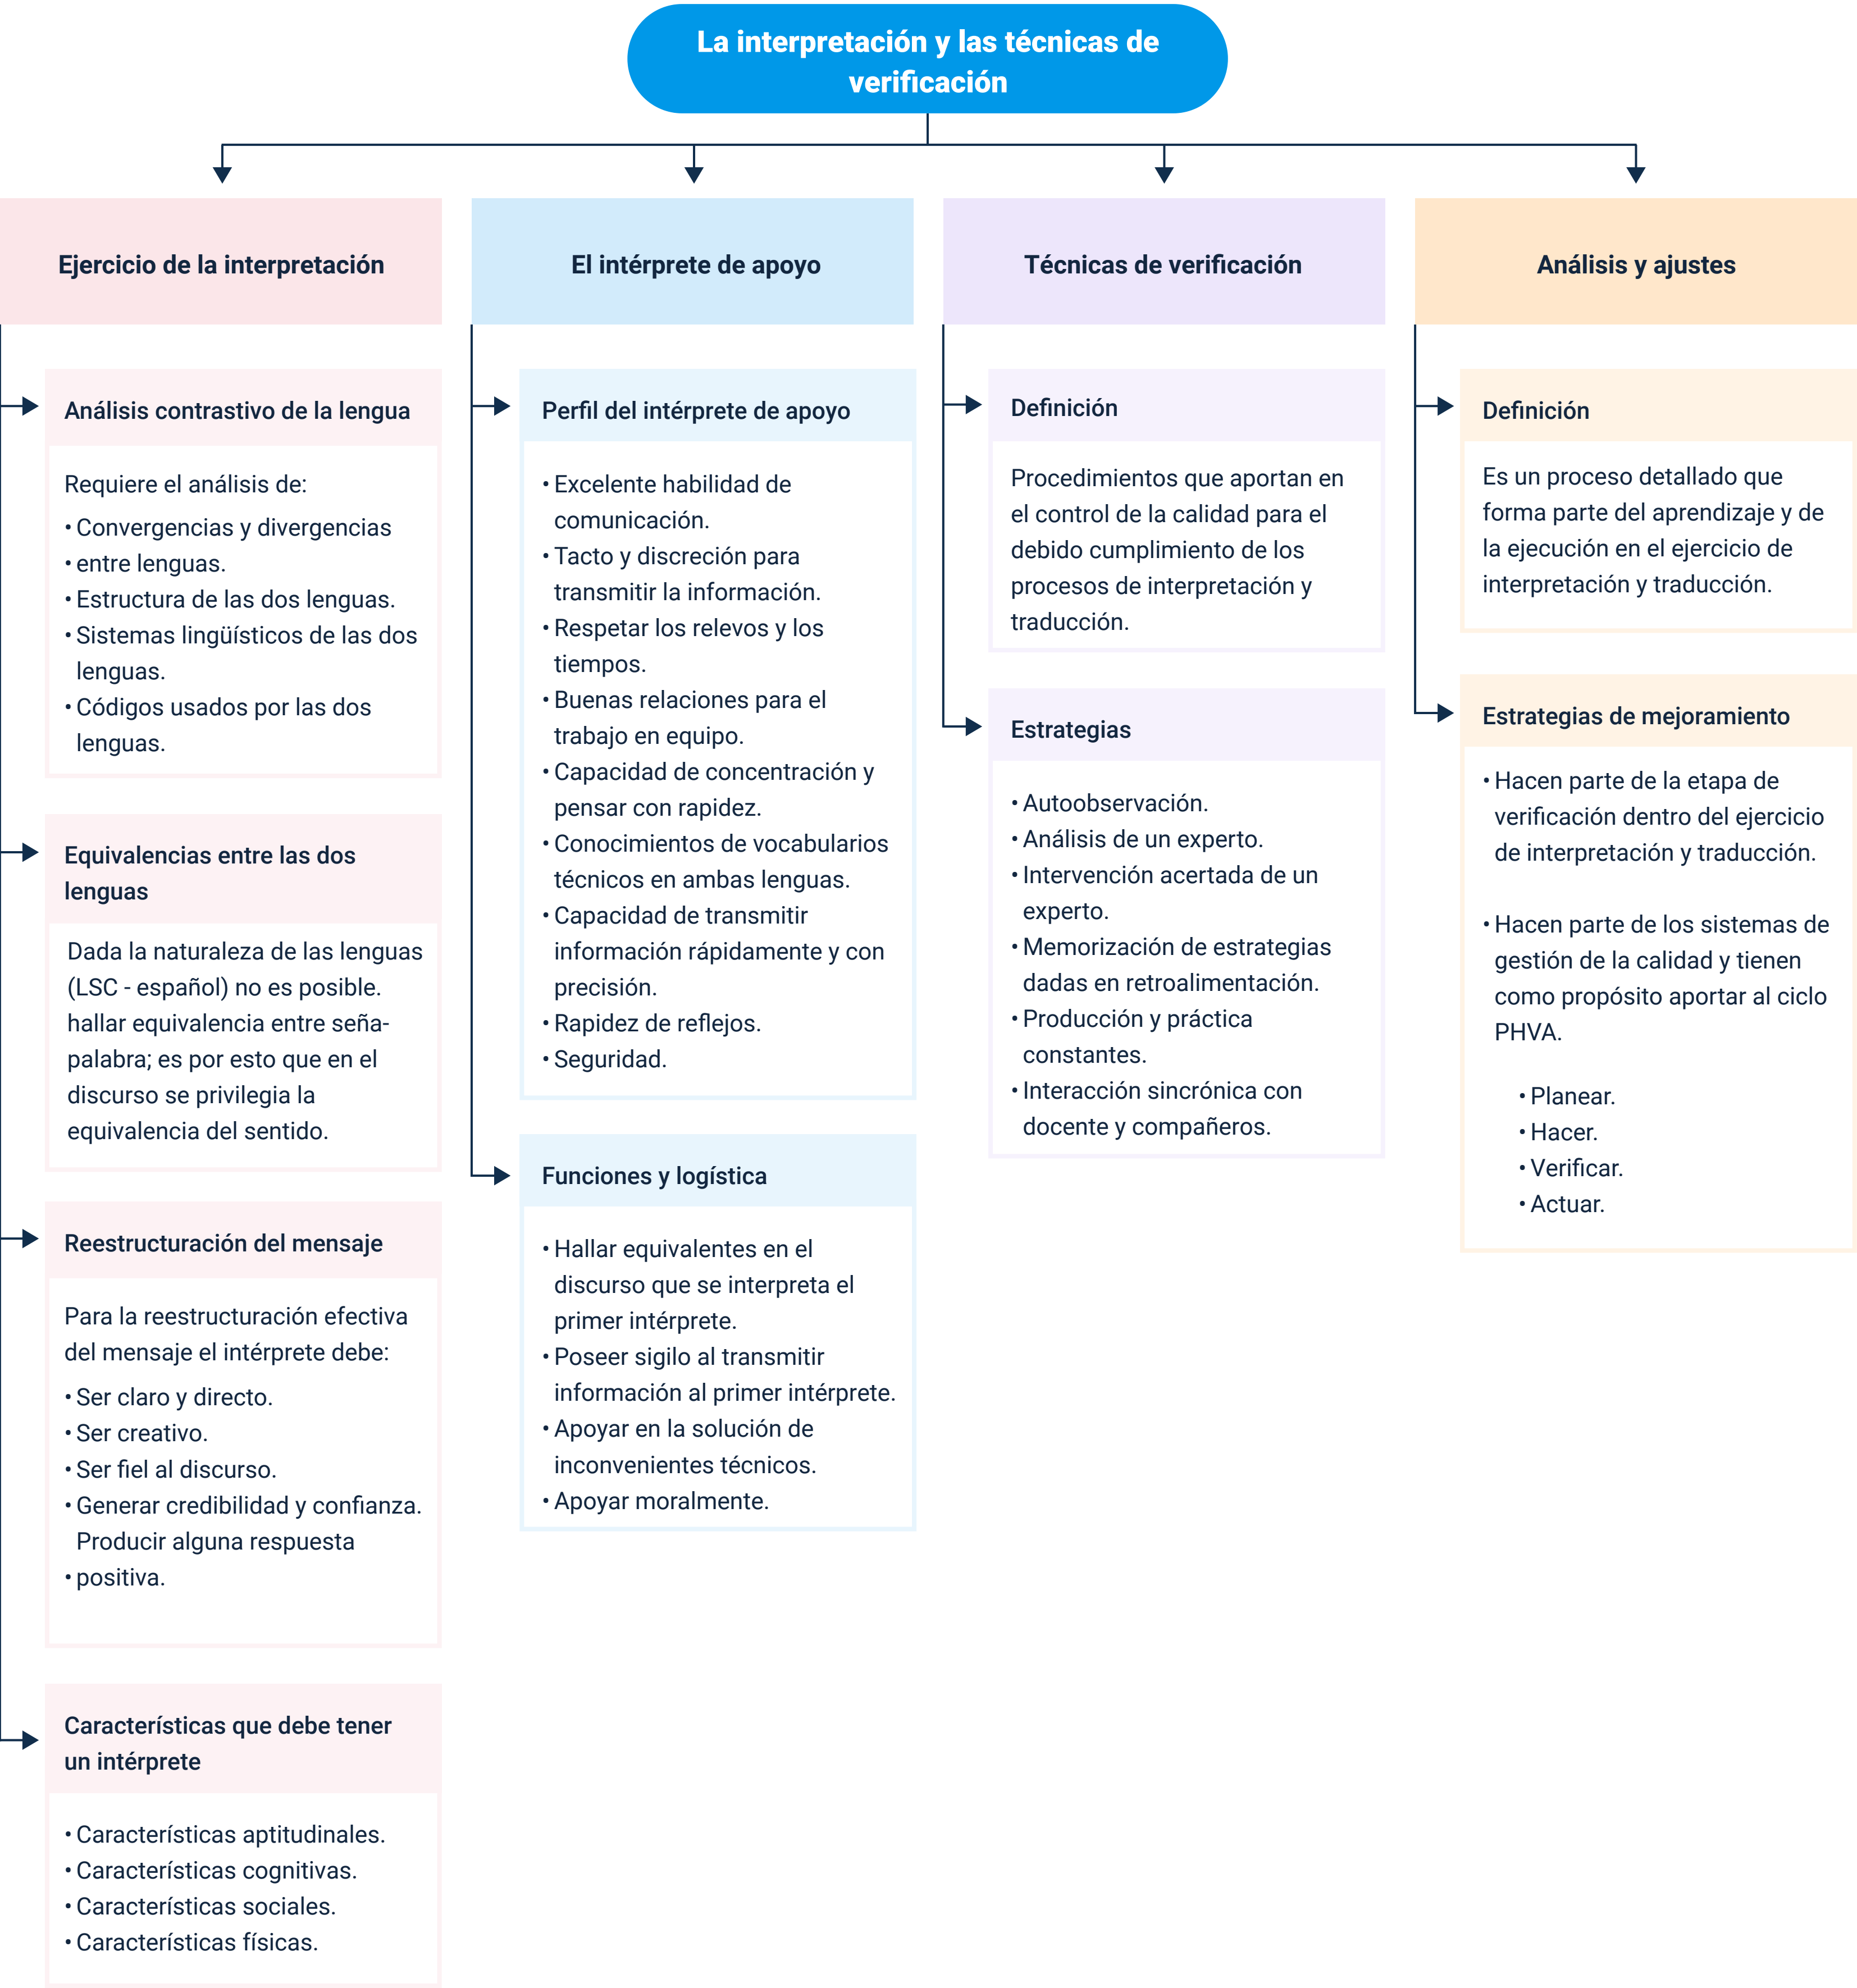 La interpretación y las técnicas de
verificación
Ejercicio de la interpretación
Análisis contrastivo de la lengua
Requiere el análisis de:
• Convergencias y divergencias
• entre lenguas.
• Estructura de las dos lenguas.
• Sistemas lingüísticos de las dos
lenguas.
• Códigos usados por las dos
lenguas.
Equivalencias entre las dos
lenguas
Dada la naturaleza de las lenguas
(LSC - español) no es posible.
hallar equivalencia entre seña-
palabra; es por esto que en el
discurso se privilegia la
equivalencia del sentido.
Reestructuración del mensaje
Para la reestructuración efectiva
del mensaje el intérprete debe:
• Ser claro y directo.
• Ser creativo.
• Ser fiel al discurso.
• Generar credibilidad y confianza.
Producir alguna respuesta
• positiva.
Características que debe tener
un intérprete
• Características aptitudinales.
• Características cognitivas.
• Características sociales.
• Características físicas.
El intérprete de apoyo
Perfil del intérprete de apoyo
• Excelente habilidad de
comunicación.
• Tacto y discreción para
transmitir la información.
• Respetar los relevos y los
tiempos.
• Buenas relaciones para el
trabajo en equipo.
• Capacidad de concentración y
pensar con rapidez.
• Conocimientos de vocabularios
técnicos en ambas lenguas.
• Capacidad de transmitir
información rápidamente y con
precisión.
• Rapidez de reflejos.
• Seguridad.
Funciones y logística
• Hallar equivalentes en el
discurso que se interpreta el
primer intérprete.
• Poseer sigilo al transmitir
información al primer intérprete.
• Apoyar en la solución de
inconvenientes técnicos.
• Apoyar moralmente.
Técnicas de verificación
Definición
Procedimientos que aportan en
el control de la calidad para el
debido cumplimiento de los
procesos de interpretación y
traducción.
Estrategias
• Autoobservación.
• Análisis de un experto.
• Intervención acertada de un
experto.
• Memorización de estrategias
dadas en retroalimentación.
• Producción y práctica
constantes.
• Interacción sincrónica con
docente y compañeros.
Análisis y ajustes
Definición
Es un proceso detallado que
forma parte del aprendizaje y de
la ejecución en el ejercicio de
interpretación y traducción.
Estrategias de mejoramiento
• Hacen parte de la etapa de
verificación dentro del ejercicio
de interpretación y traducción.
• Hacen parte de los sistemas de
gestión de la calidad y tienen
como propósito aportar al ciclo
PHVA.
• Planear.
• Hacer.
• Verificar.
• Actuar.